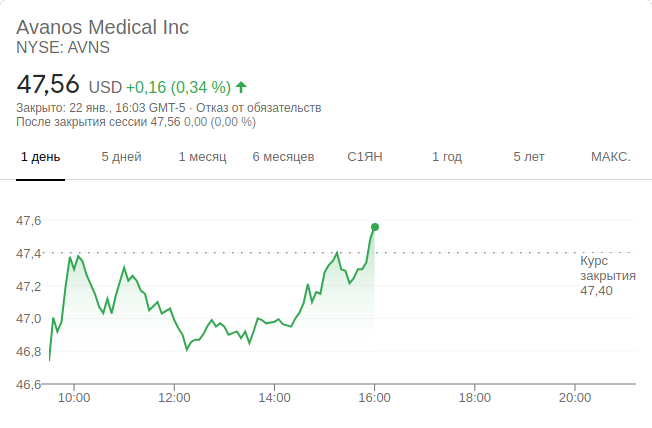 Avanos Medical Inc
NYSE: AVNS
47,56 USD +0,16 (0,34 %)
Закрыто: 22 янв., 16:03 GMT-5 · Отказ от обязательств
После закрытия сессии 47,56 0,00 (0,00 %)
1 день 5 дней 1 месяц 6 месяцев С1ЯН 1 год 5 лет МАКС.
47,6
47,4
Курс
закрытия
47,40
47,2
47,0
46,8
46,6
10:00 12:00 14:00 16:00 18:00 20:00